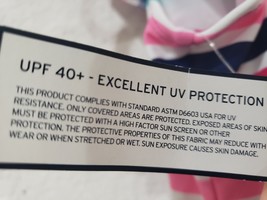 UPF 40+ - EXCELLENT UV PROTECTION
THIS PRODUCT COMPLIES WITH STANDARD ASTM D6603 USA FOR UV
RESISTANCE. ONLY COVERED AREAS ARE PROTECTED. EXPOSED AREAS OF SKIN
MUST BE PROTECTED WITH A HIGH FACTOR SUN SCREEN OR OTHER
PROTECTION. THE PROTECTIVE PROPERTIES OF THIS FABRIC MAY REDUCE WITH
WEAR OR WHEN STRETCHED OR WET. SUN EXPOSURE CAUSES SKIN DAMAGE.